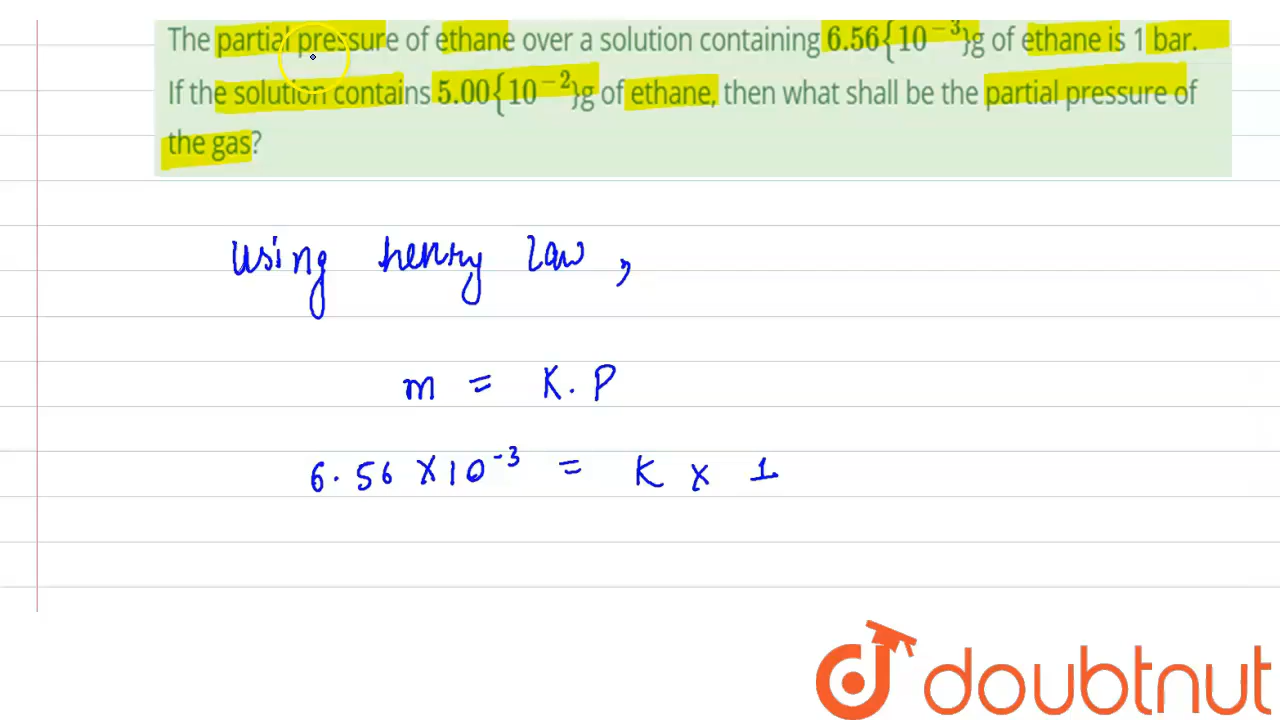 The partial pressure of ethane over a solution containing 6.56{10⁻³}g of ethane is 1 bar.
If the solution contains 5.00{10⁻²}g of ethane, then what shall be the partial pressure of
the gas?
using henry law,
m = K.P
6.56 × 10⁻³ = K × 1
doubtnut